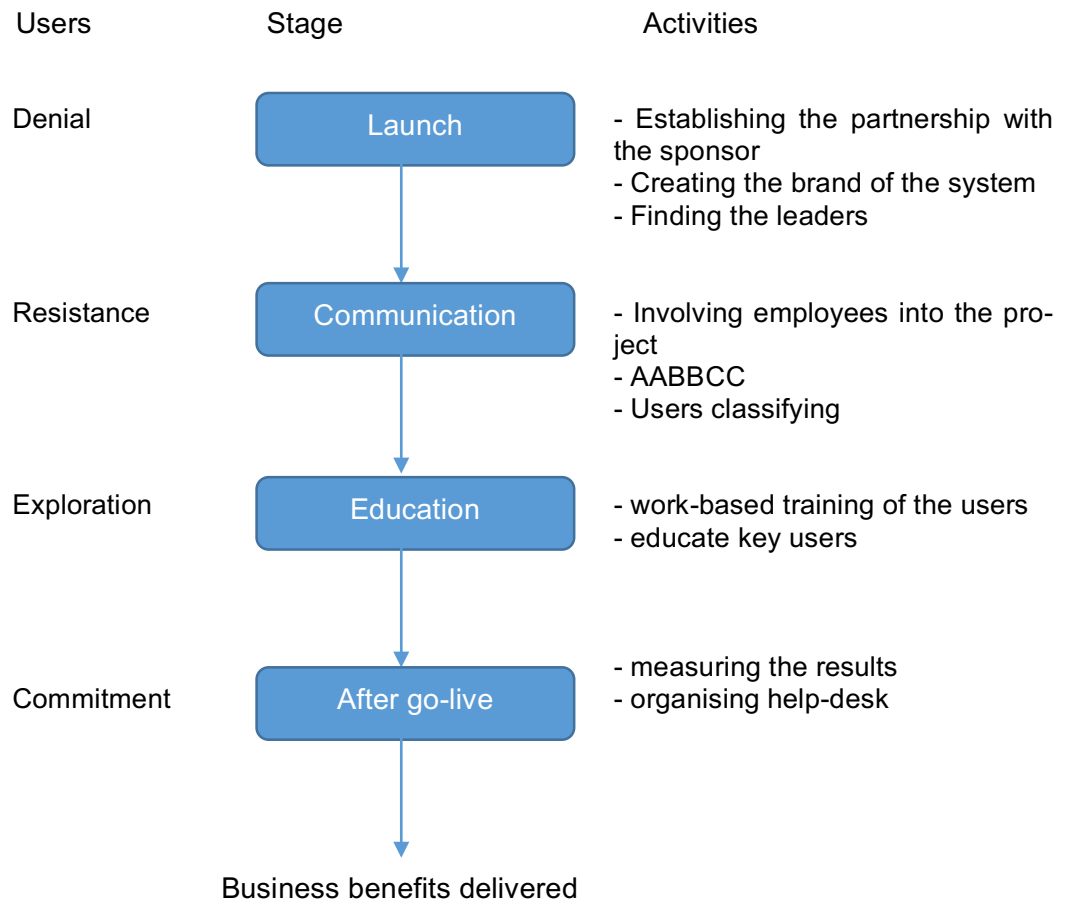 Users Stage Activities
Denial Launch - Establishing the partnership with
the sponsor
- Creating the brand of the system
- Finding the leaders
Resistance Communication - Involving employees into the pro-
ject
- AABBCC
- Users classifying
Exploration Education - work-based training of the users
- educate key users
- measuring the results
Commitment After go-live - organising help-desk
Business benefits delivered